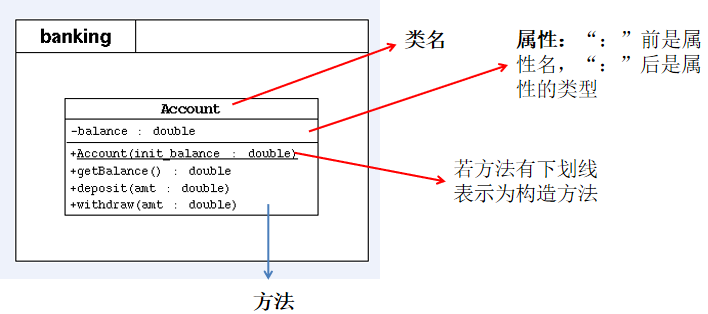 banking
类名
属性：“：”前是属
性名，“：”后是属
性的类型
Account
-balance : double
+Account(init_balance : double)
+getBalance() : double
+deposit(amt : double)
+withdraw(amt : double)
若方法有下划线
表示为构造方法
方法